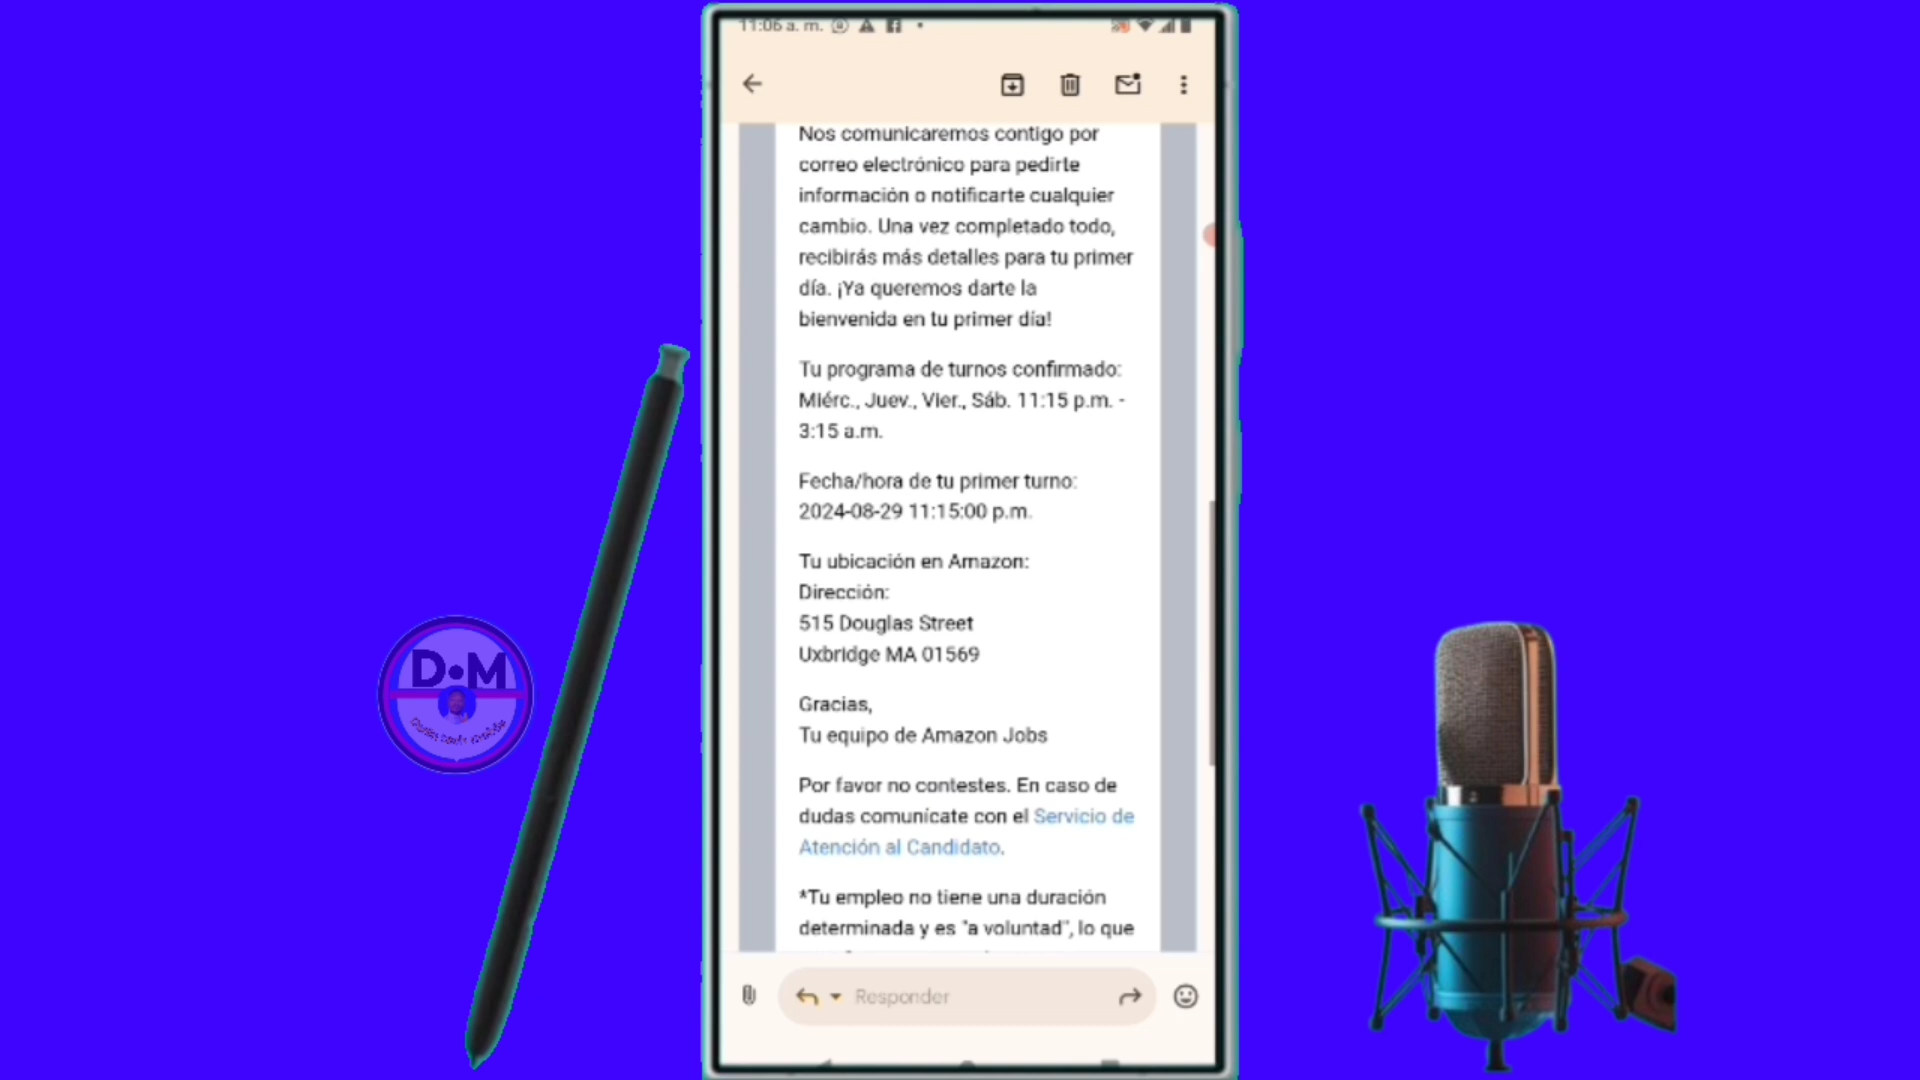 11:06 a. m.
Nos comunicaremos contigo por
correo electrónico para pedirte
información o notificarte cualquier
cambio. Una vez completado todo,
recibirás más detalles para tu primer
día. ¡Ya queremos darte la
bienvenida en tu primer día!
Tu programa de turnos confirmado:
Miérc., Juev., Vier., Sáb. 11:15 p.m. -
3:15 a.m.
Fecha/hora de tu primer turno:
2024-08-29 11:15:00 p.m.
Tu ubicación en Amazon:
Dirección:
515 Douglas Street
Uxbridge MA 01569
Gracias,
Tu equipo de Amazon Jobs
Por favor no contestes. En caso de
dudas comunícate con el Servicio de
Atención al Candidato.
*Tu empleo no tiene una duración
determinada y es "a voluntad", lo que
Responder
D•M